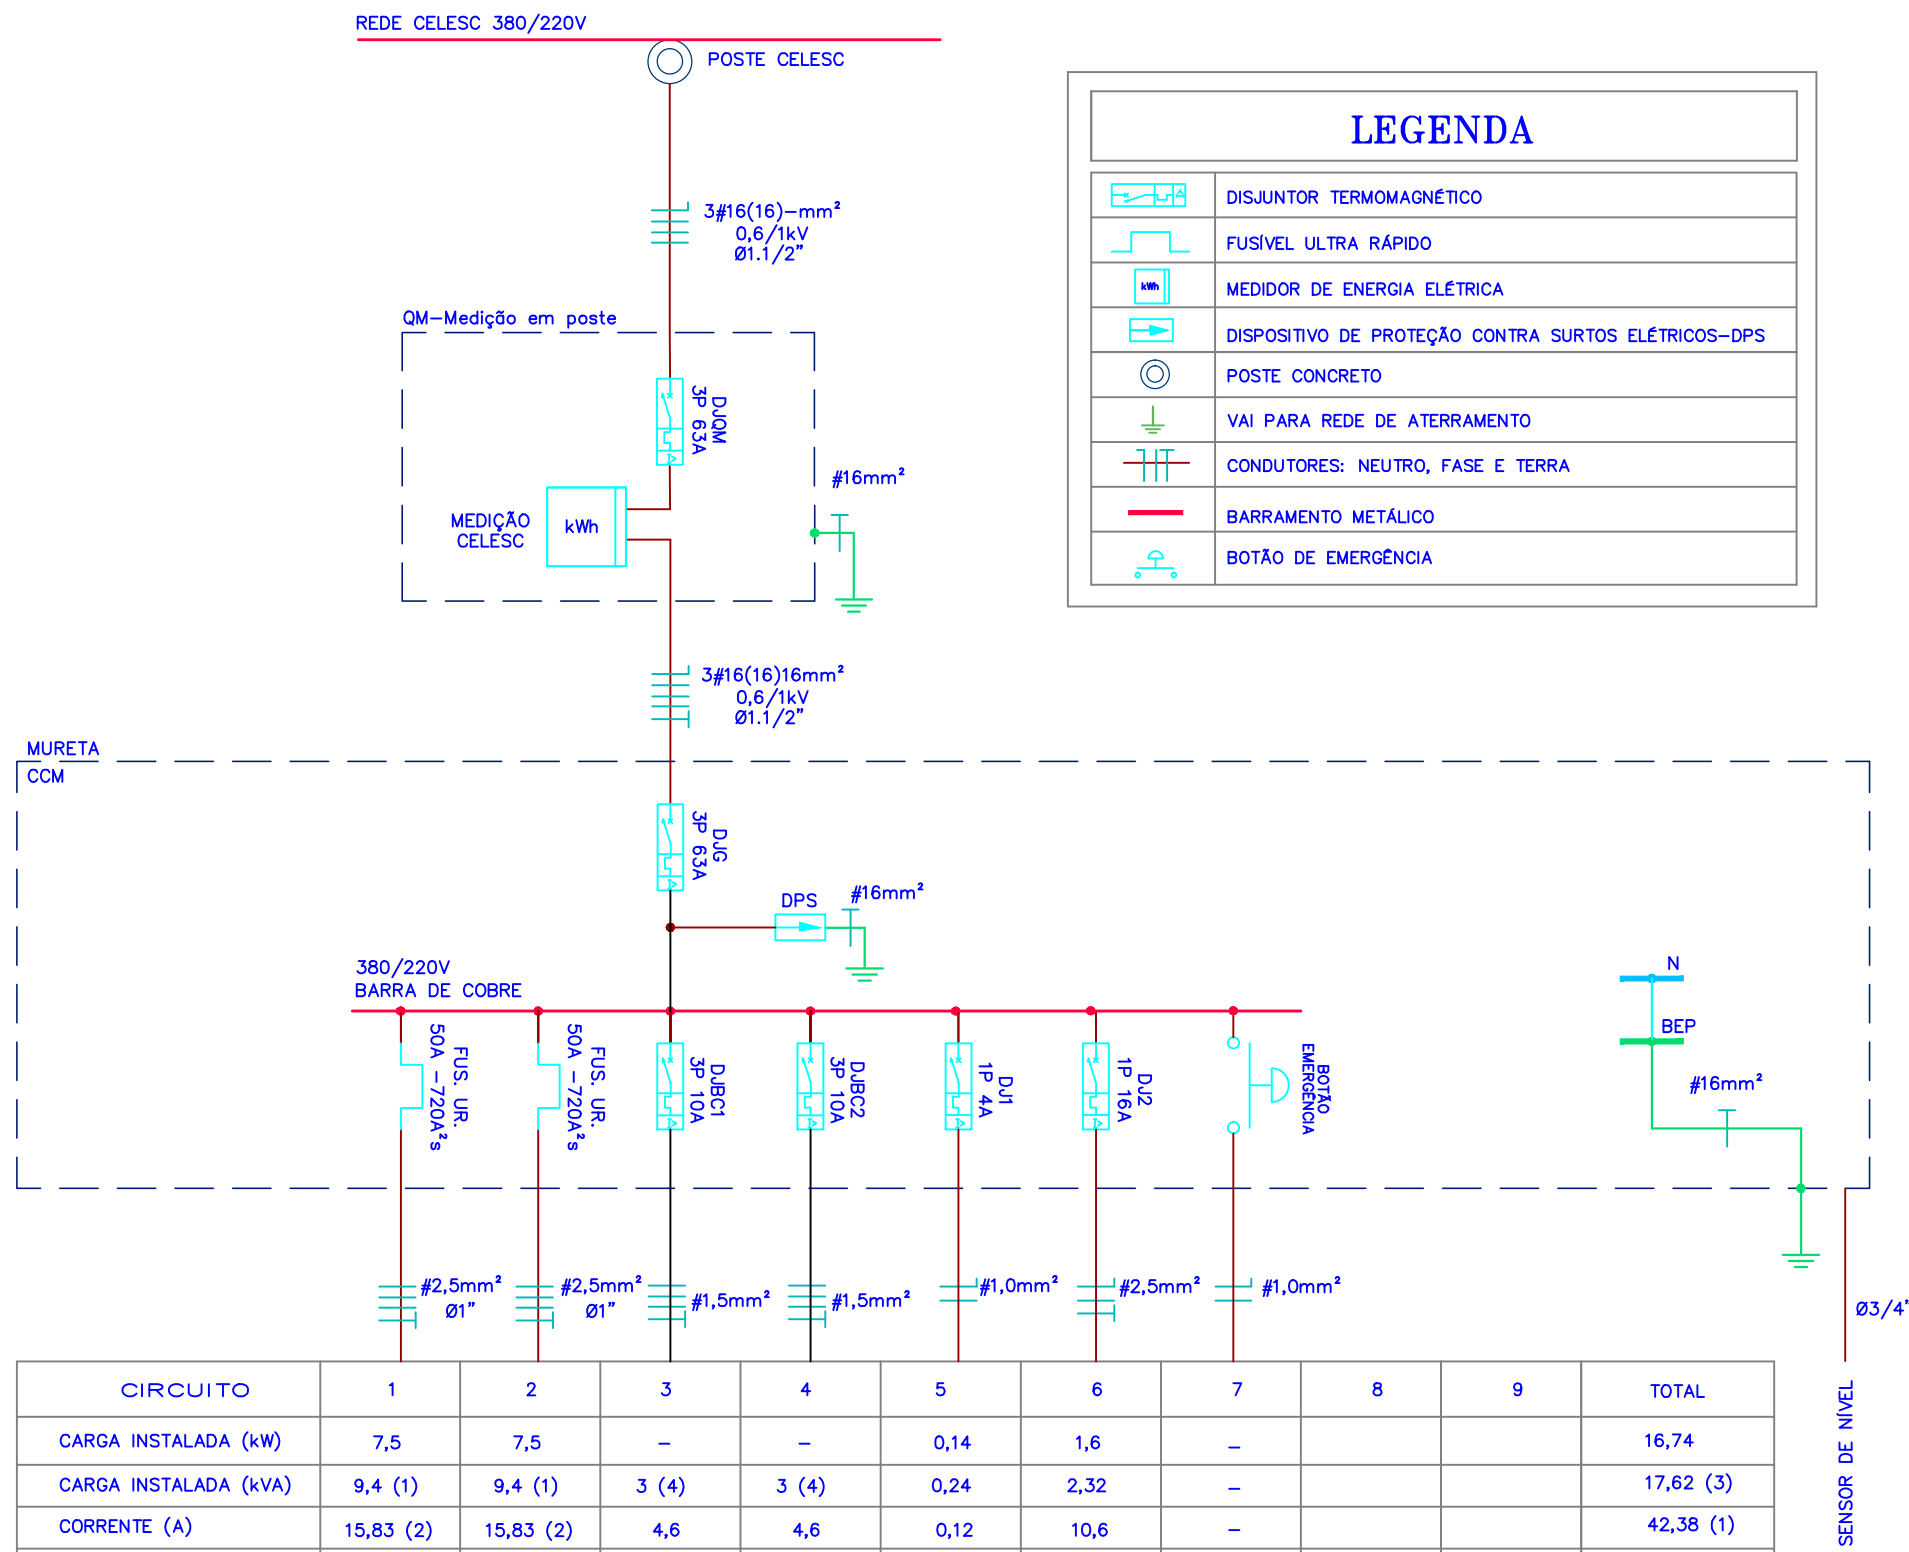 REDE CELESC 380/220V
POSTE CELESC
LEGENDA
DISJUNTOR TERMOMAGNÉTICO
FUSÍVEL ULTRA RÁPIDO
kWh
MEDIDOR DE ENERGIA ELÉTRICA
DISPOSITIVO DE PROTEÇÃO CONTRA SURTOS ELÉTRICOS-DPS
POSTE CONCRETO
VAI PARA REDE DE ATERRAMENTO
CONDUTORES: NEUTRO, FASE E TERRA
BARRAMENTO METÁLICO
BOTÃO DE EMERGÊNCIA
3#16(16)-mm²
0,6/1kV
Ø1.1/2"
QM-Medição em poste
DJQM
3P 63A
#16mm²
MEDIÇÃO
CELESC
kWh
3#16(16)16mm²
0,6/1kV
Ø1.1/2"
MURETA
CCM
DJG
3P 63A
DPS
#16mm²
380/220V
BARRA DE COBRE
N
BEP
#16mm²
FUS. UR.
50A -720A²s
FUS. UR.
50A -720A²s
DJBC1
3P 10A
DJBC2
3P 10A
DJ1
1P 4A
DJ2
1P 16A
BOTÃO
EMERGÊNCIA
#2,5mm²
Ø1"
#2,5mm²
Ø1"
#1,5mm²
#1,5mm²
#1,0mm²
#2,5mm²
#1,0mm²
Ø3/4"
SENSOR DE NÍVEL
CIRCUITO 1 2 3 4 5 6 7 8 9 TOTAL
CARGA INSTALADA (kW) 7,5 7,5 - - 0,14 1,6 - 16,74
CARGA INSTALADA (kVA) 9,4 (1) 9,4 (1) 3 (4) 3 (4) 0,24 2,32 - 17,62 (3)
CORRENTE (A) 15,83 (2) 15,83 (2) 4,6 4,6 0,12 10,6 - 42,38 (1)